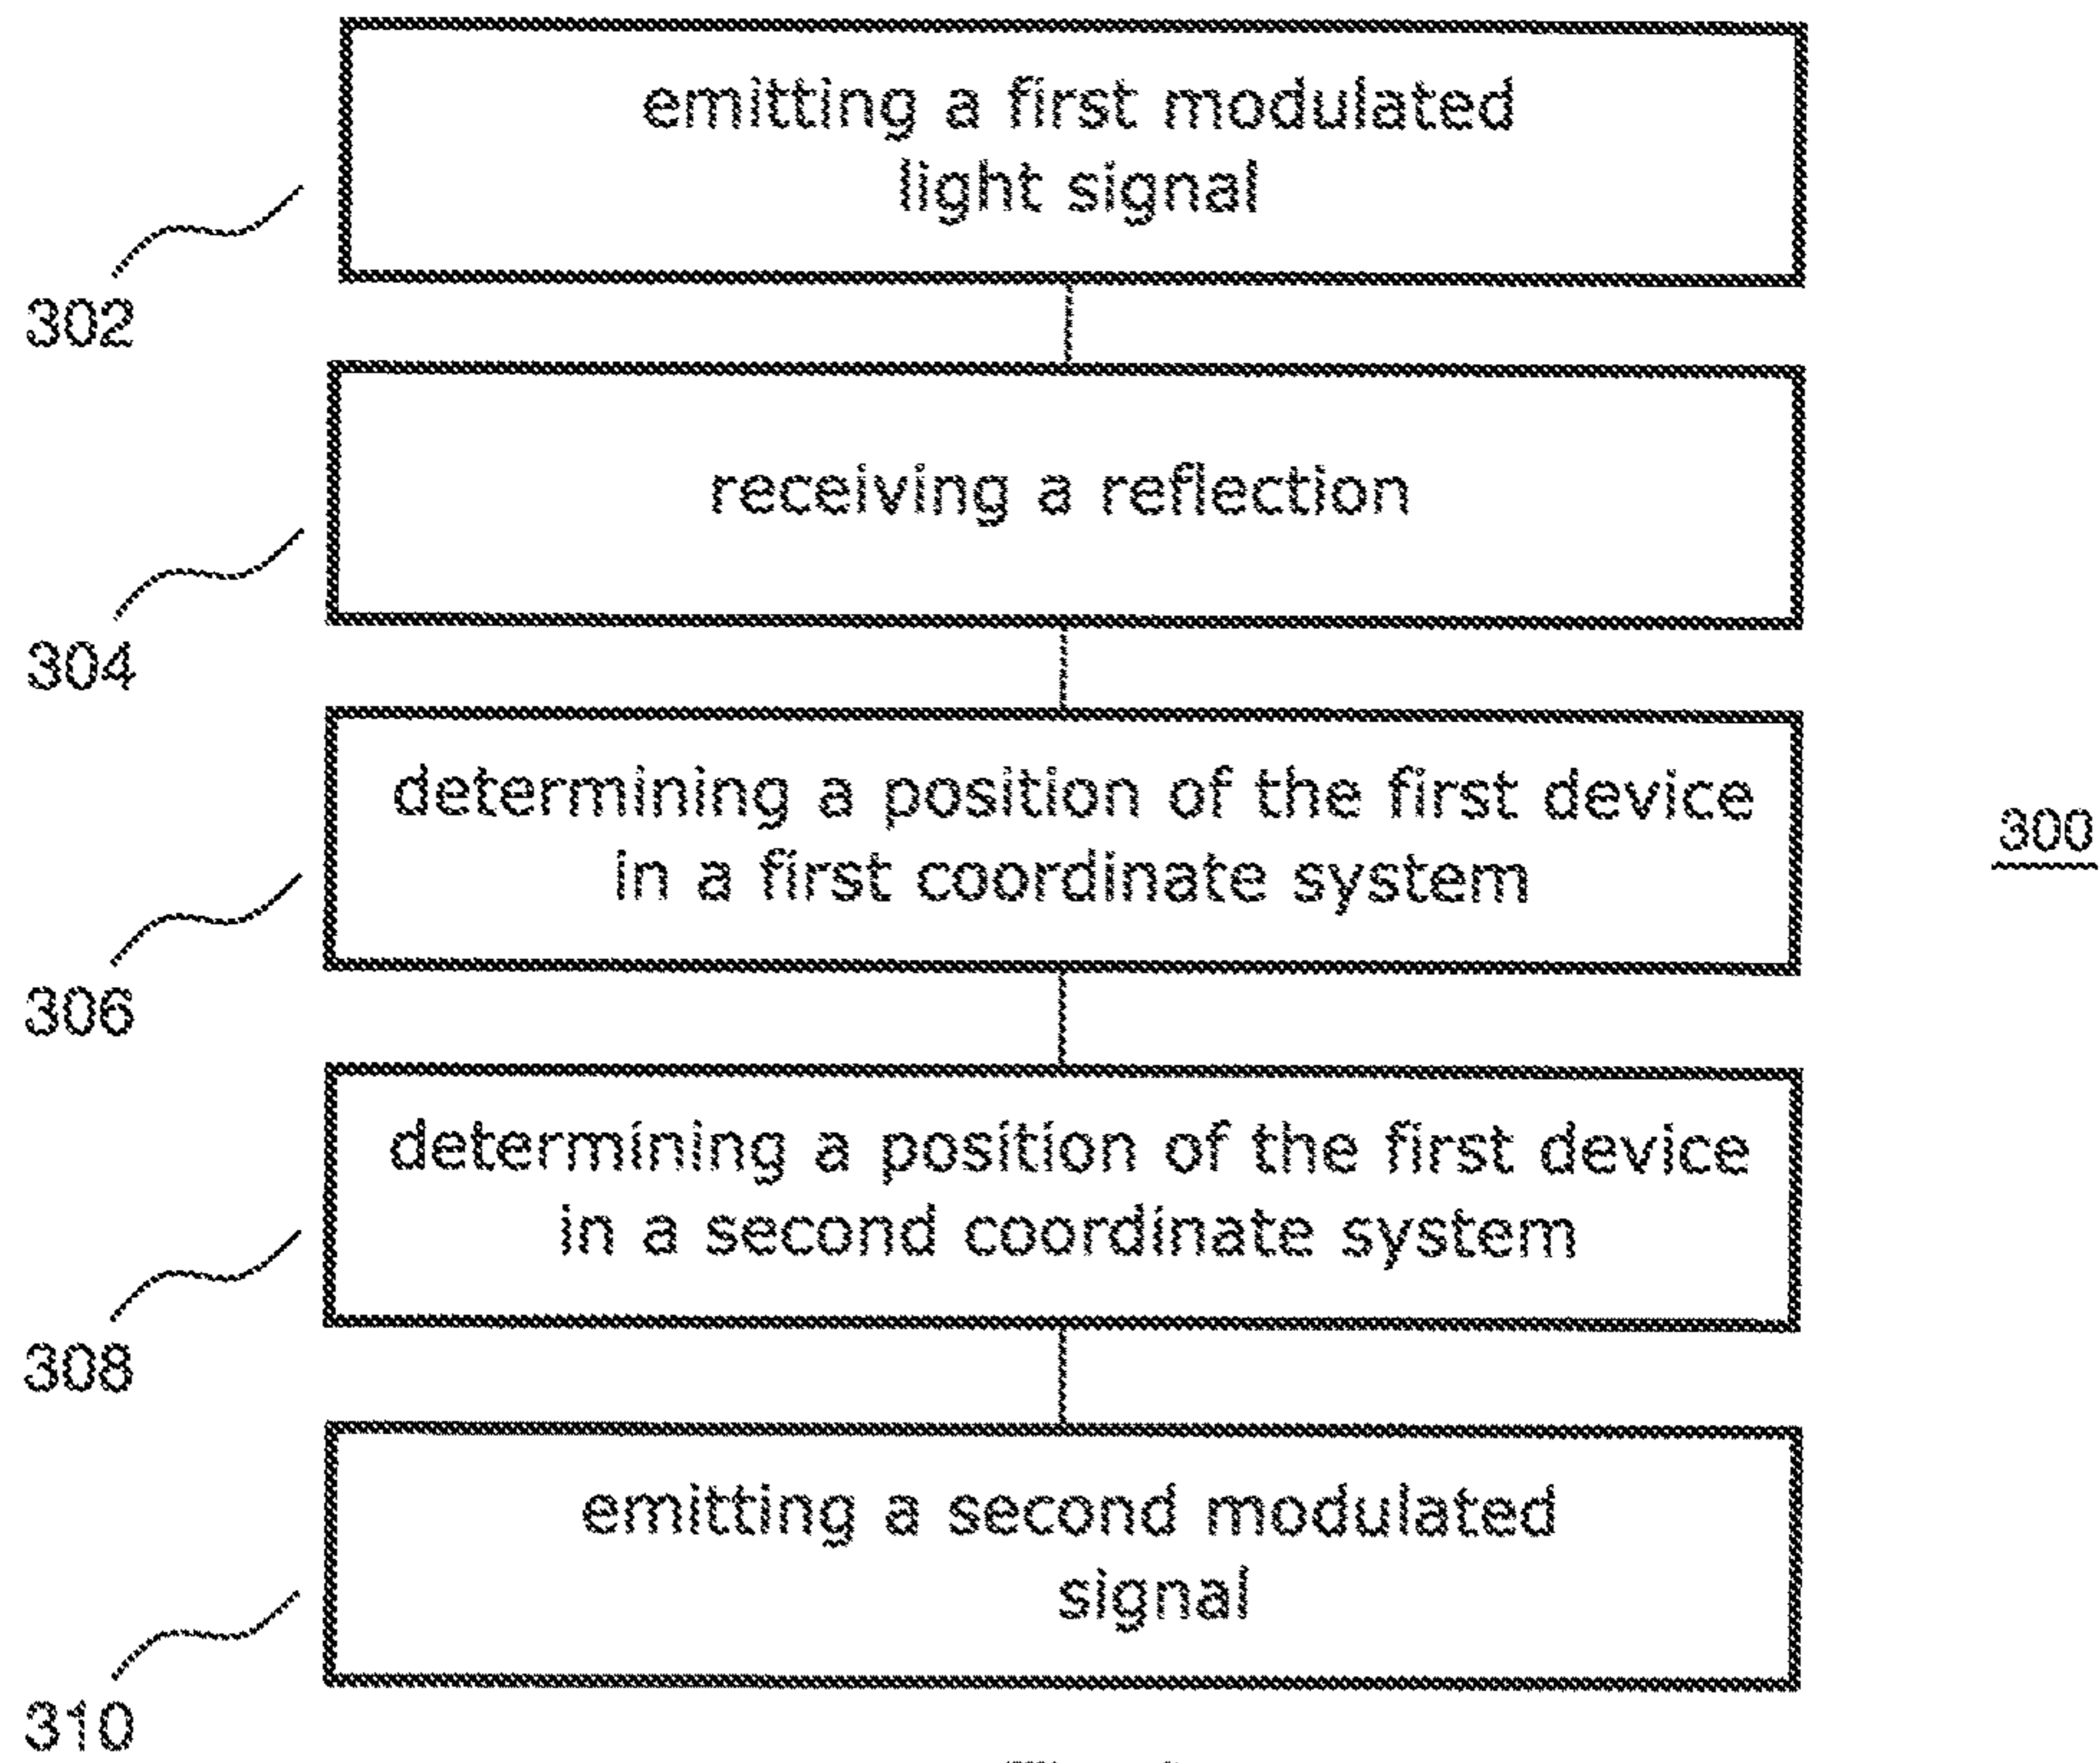 emitting a first modulated
light signal
302
receiving a reflection
304
determining a position of the first device
in a first coordinate system
300
306
determining a position of the first device
in a second coordinate system
308
emitting a second modulated
signal
310